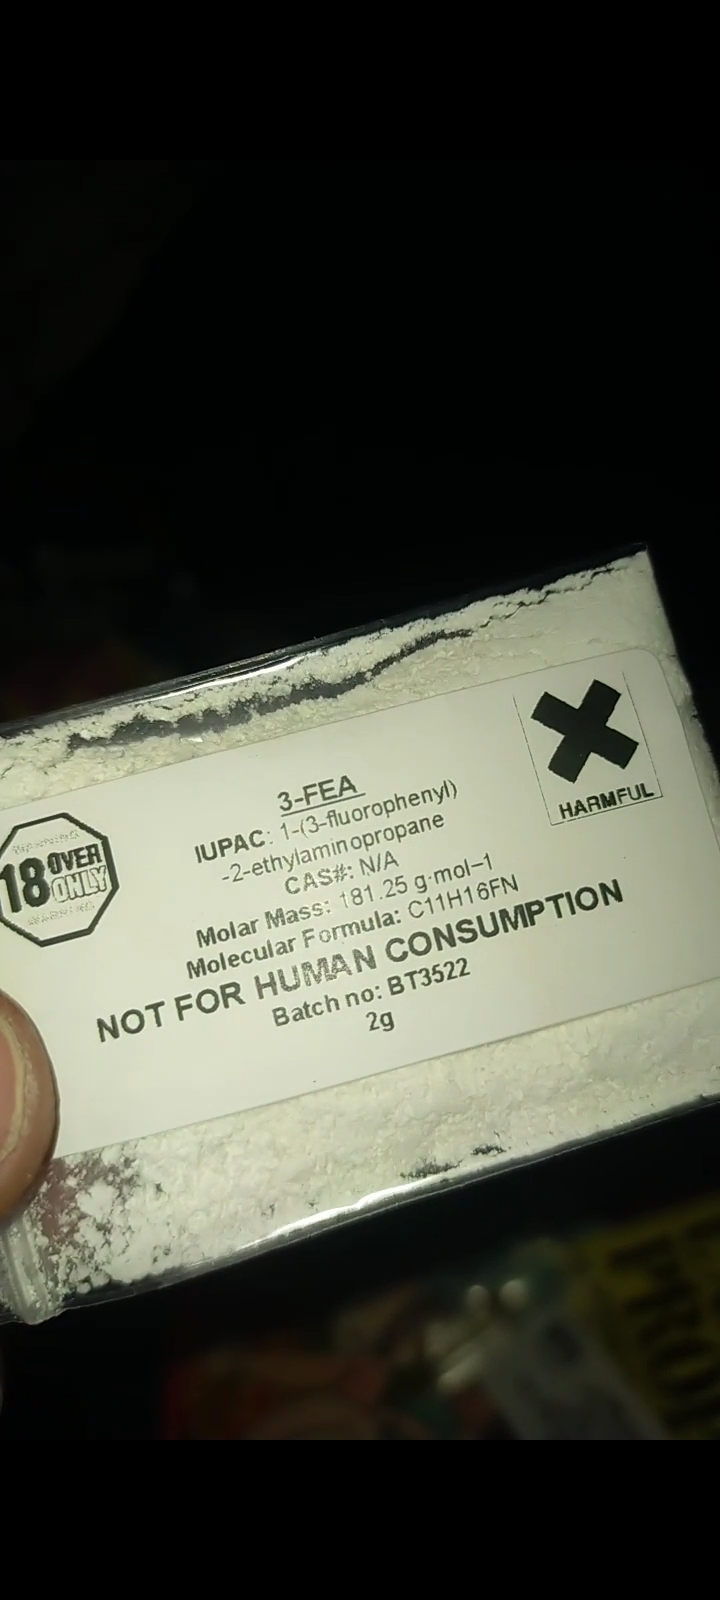 3-FEA
IUPAC: 1-(3-fluorophenyl)
-2-ethylaminopropane
CAS#: N/A
Molar Mass: 181.25 g·mol–1
Molecular Formula: C11H16FN
NOT FOR HUMAN CONSUMPTION
Batch no: BT3522
2g
18 OVER
ONLY
HARMFUL